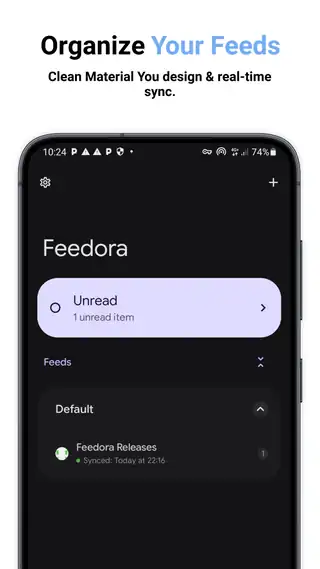 Organize Your Feeds
Clean Material You design & real-time
sync.
10:24 P P 74%
Feedora
Unread
1 unread item
Feeds
Default
Feedora Releases
Synced: Today at 22:16
1